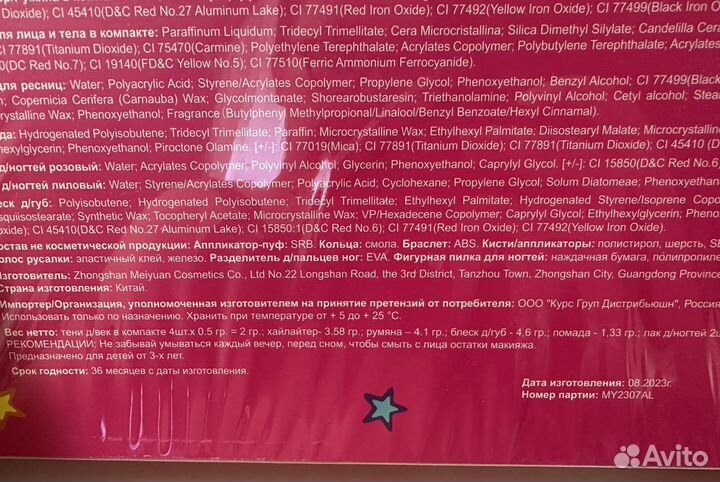 CI 45410(D&C Red No.27 Aluminum Lake); CI 77491(Red Iron Oxide); CI 77492(Yellow Iron Oxide); CI 77499(Black Iron O
ля лица и тела в компакте: Paraffinum Liquidum; Tridecyl Trimellitate; Cera Microcristallina; Silica Dimethyl Silylate; Candelilla Cera
CI 77891(Titanium Dioxide); CI 75470(Carmine); Polyethylene Terephthalate; Acrylates Copolymer; Polybutylene Terephthalate; Acrylates
0(DC Red No.7); CI 19140(FD&C Yellow No.5); CI 77510(Ferric Ammonium Ferrocyanide).
для ресниц: Water; Polyacrylic Acid; Styrene/Acrylates Copolymer; Propylene Glycol; Phenoxyethanol; Benzyl Alcohol; CI 77499(Black
n; Copernicia Cerifera (Carnauba) Wax; Glycolmontanate; Shorearobustaresin; Triethanolamine; Polyvinyl Alcohol; Cetyl alcohol; Stea
crystalline Wax; Phenoxyethanol; Fragrance (Butylphenyl Methylpropional/Linalool/Benzyl Benzoate/Hexyl Cinnamal).
да: Hydrogenated Polyisobutene; Tridecyl Trimellitate; Paraffin; Microcrystalline Wax; Ethylhexyl Palmitate; Diisostearyl Malate; Microcrystallin
Phenoxyethanol; Piroctone Olamine. [+/-]: CI 77019(Mica); CI 77891(Titanium Dioxide); CI 77891(Titanium Dioxide); CI 45410 (D
д/ногтей розовый: Water; Acrylates Copolymer; Polyvinyl Alcohol; Glycerin; Phenoxyethanol; Caprylyl Glycol. [+/-]: CI 15850(D&C Red No.6
д/ногтей лиловый: Water; Styrene/Acrylates Copolymer; Polyacrylic Acid; Cyclohexane; Propylene Glycol; Solum Diatomeae; Phenoxyethan
еск д/губ: Polyisobutene; Hydrogenated Polyisobutene; Tridecyl Trimellitate; Ethylhexyl Palmitate; Hydrogenated Styrene/Isoprene Copo
squiisostearate; Synthetic Wax; Tocopheryl Acetate; Microcrystalline Wax; VP/Hexadecene Copolymer; Caprylyl Glycol; Ethylhexylglycerin; Phenox
); CI 45410(D&C Red No.27 Aluminum Lake); CI 15850:1(D&C Red No.6); CI 77491(Red Iron Oxide); CI 77492(Yellow Iron Oxide).
остав не косметической продукции: Аппликатор-пуф: SRB. Кольца: смола. Браслет: ABS. Кисти/аппликаторы: полистирол, шерсть, SB
олос русалки: эластичный клей, железо. Разделитель д/пальцев ног: EVA. Фигурная пилка для ногтей: наждачная бумага, полипропиле
Изготовитель: Zhongshan Meiyuan Cosmetics Co., Ltd No.22 Longshan Road, the 3rd District, Tanzhou Town, Zhongshan City, Guangdong Province
Страна изготовления: Китай.
Импортер/Организация, уполномоченная изготовителем на принятие претензий от потребителя: ООО "Курс Груп Дистрибьюшн", Россия
Использовать только по назначению. Хранить при температуре от + 5 до + 25 °C.
Вес нетто: тени д/век в компакте 4шт.х 0.5 гр. = 2 гр.; хайлайтер- 3.58 гр.; румяна – 4.1 гр.; блеск д/губ - 4,6 гр.; помада - 1,33 гр.; лак д/ногтей 2ш
РЕКОМЕНДАЦИИ: Не забывай умываться каждый вечер, перед сном, чтобы смыть с лица остатки макияжа.
Предназначено для детей от 3-х лет.
Срок годности: 36 месяцев с даты изготовления.
Дата изготовления: 08.2023г.
Номер партии: MY2307AL
Avito